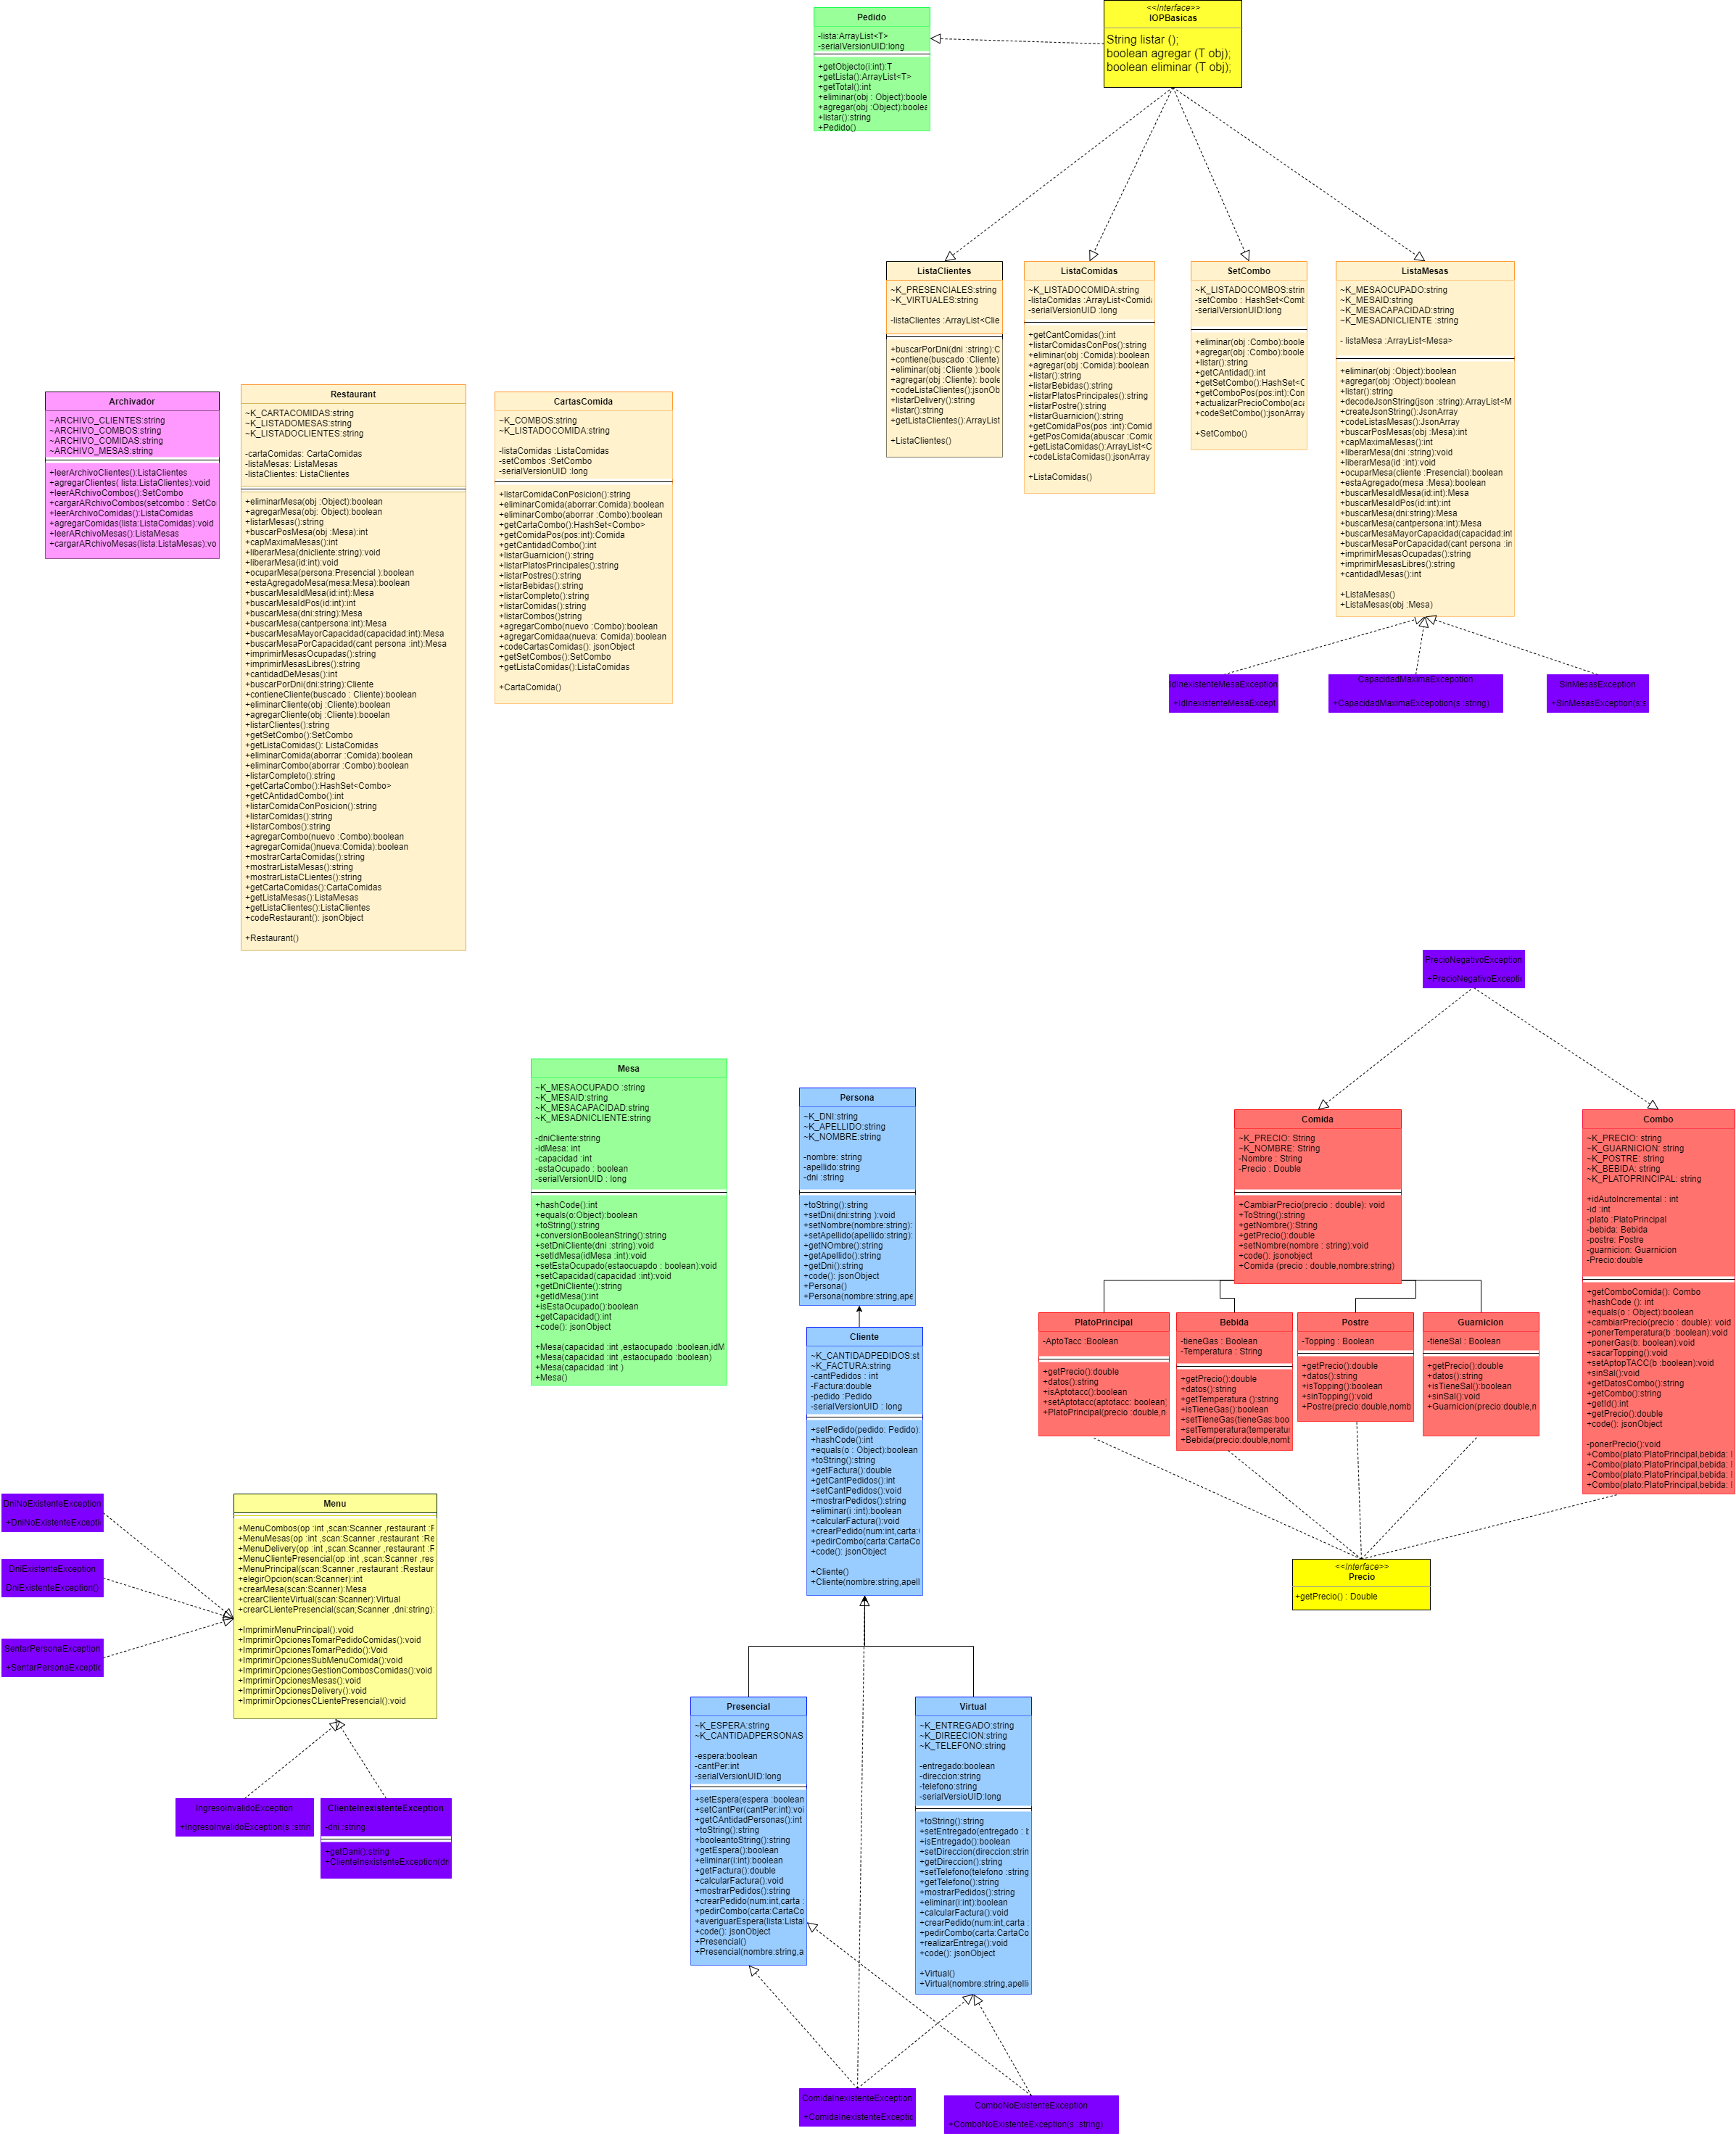 Pedido
-lista:ArrayList<T>
-serialVersionUID:long
+getObjecto(i:int):T
+getLista():ArrayList<T>
+getTotal():int
+eliminar(obj : Object):boole
+agregar(obj :Object):boolea
+listar():string
+Pedido()
<<Interface>>
IOPBasicas
String listar ();
boolean agregar (T obj);
boolean eliminar (T obj);
ListaClientes
~K_PRESENCIALES:string
~K_VIRTUALES:string
-listaClientes :ArrayList<Clie
+buscarPorDni(dni :string):C
+contiene(buscado :Cliente)
+eliminar(obj :Cliente ):boole
+agregar(obj :Cliente): boole
+codeListaClientes():jsonOb
+listarDelivery():string
+listar():string
+getListaClientes():ArrayList
+ListaClientes()
ListaComidas
~K_LISTADOCOMIDA:string
-listaComidas :ArrayList<Comida
-serialVersionUID :long
+getCantComidas():int
+listarComidasConPos():string
+eliminar(obj :Comida):boolean
+agregar(obj :Comida):boolean
+listar():string
+listarBebidas():string
+listarPlatosPrincipales():string
+listarPostre():string
+listarGuarnicion():string
+getComidaPos(pos :int):Comid
+getPosComida(abuscar :Comid
+getListaComidas():ArrayList<C
+codeListaComidas():jsonArray
+ListaComidas()
SetCombo
~K_LISTADOCOMBOS:strin
-setCombo : HashSet<Comb
-serialVersionUID:long
+eliminar(obj :Combo):boole
+agregar(obj :Combo):boole
+listar():string
+getCAntidad():int
+getSetCombo():HashSet<C
+getComboPos(pos:int):Con
+actualizarPrecioCombo(aca
+codeSetCombo():jsonArray
+SetCombo()
ListaMesas
~K_MESAOCUPADO:string
~K_MESAID:string
~K_MESACAPACIDAD:string
~K_MESADNICLIENTE :string
- listaMesa :ArrayList<Mesa>
+eliminar(obj :Object):boolean
+agregar(obj :Object):boolean
+listar():string
+decodeJsonString(json :string):ArrayList<M
+createJsonString():JsonArray
+codeListasMesas():JsonArray
+buscarPosMesas(obj :Mesa):int
+capMaximaMesas():int
+liberarMesa(dni :string):void
+liberarMesa(id :int):void
+ocuparMesa(cliente :Presencial):boolean
+estaAgregado(mesa :Mesa):boolean
+buscarMesaIdMesa(id:int):Mesa
+buscarMesaIdPos(id:int):int
+buscarMesa(dni:string):Mesa
+buscarMesa(cantpersona:int):Mesa
+buscarMesaMayorCapacidad(capacidad:int
+buscarMesaPorCapacidad(cant persona :in
+imprimirMesasOcupadas():string
+imprimirMesasLibres():string
+cantidadMesas():int
+ListaMesas()
+ListaMesas(obj :Mesa)
Archivador
~ARCHIVO_CLIENTES:string
~ARCHIVO_COMBOS:string
~ARCHIVO_COMIDAS:string
~ARCHIVO_MESAS:string
+leerArchivoClientes():ListaClientes
+agregarClientes( lista:ListaClientes):void
+leerARchivoCombos():SetCombo
+cargarARchivoCombos(setcombo : SetCo
+leerArchivoComidas():ListaComidas
+agregarComidas(lista:ListaComidas):void
+leerARchivoMesas():ListaMesas
+cargarARchivoMesas(lista:ListaMesas):vo
Restaurant
~K_CARTACOMIDAS:string
~K_LISTADOMESAS:string
~K_LISTADOCLIENTES:string
-cartaComidas: CartaComidas
-listaMesas: ListaMesas
-listaClientes: ListaClientes
+eliminarMesa(obj :Object):boolean
+agregarMesa(obj: Object):boolean
+listarMesas():string
+buscarPosMesa(obj :Mesa):int
+capMaximaMesas():int
+liberarMesa(dnicliente:string):void
+liberarMesa(id:int):void
+ocuparMesa(persona:Presencial ):boolean
+estaAgregadoMesa(mesa:Mesa):boolean
+buscarMesaIdMesa(id:int):Mesa
+buscarMesaIdPos(id:int):int
+buscarMesa(dni:string):Mesa
+buscarMesa(cantpersona:int):Mesa
+buscarMesaMayorCapacidad(capacidad:int):Mesa
+buscarMesaPorCapacidad(cant persona :int):Mesa
+imprimirMesasOcupadas():string
+imprimirMesasLibres():string
+cantidadDeMesas():int
+buscarPorDni(dni:string):Cliente
+contieneCliente(buscado : Cliente):boolean
+eliminarCliente(obj :Cliente):boolean
+agregarCliente(obj :Cliente):booelan
+listarClientes():string
+getSetCombo():SetCombo
+getListaComidas(): ListaComidas
+eliminarComida(aborrar :Comida):boolean
+eliminarCombo(aborrar :Combo):boolean
+listarCompleto():string
+getCartaCombo():HashSet<Combo>
+getCAntidadCombo():int
+listarComidaConPosicion():string
+listarComidas():string
+listarCombos():string
+agregarCombo(nuevo :Combo):boolean
+agregarComida()nueva:Comida):boolean
+mostrarCartaComidas():string
+mostrarListaMesas():string
+mostrarListaCLientes():string
+getCartaComidas():CartaComidas
+getListaMesas():ListaMesas
+getListaClientes():ListaClientes
+codeRestaurant(): jsonObject
+Restaurant()
CartasComida
~K_COMBOS:string
~K_LISTADOCOMIDA:string
-listaComidas :ListaComidas
-setCombos :SetCombo
-serialVersionUID :long
+listarComidaConPosicion():string
+eliminarComida(aborrar:Comida):boolean
+eliminarCombo(aborrar :Combo):boolean
+getCartaCombo():HashSet<Combo>
+getComidaPos(pos:int):Comida
+getCantidadCombo():int
+listarGuarnicion():string
+listarPlatosPrincipales():string
+listarPostres():string
+listarBebidas():string
+listarCompleto():string
+listarComidas():string
+listarCombos()string
+agregarCombo(nuevo :Combo):boolean
+agregarComidaa(nueva: Comida):boolean
+codeCartasComidas(): jsonObject
+getSetCombos():SetCombo
+getListaComidas():ListaComidas
+CartaComida()
IdInexistenteMesaException
+IdInexistenteMesaExcept
CapacidadMaximaExcepotion
+CapacidadMaximaExcepotion(s :string)
SinMesasException
+SinMesasException(s:s
PrecioNegativoException
+PrecioNegativoExceptic
Mesa
~K_MESAOCUPADO :string
~K_MESAID:string
~K_MESACAPACIDAD:string
~K_MESADNICLIENTE:string
-dniCliente:string
-idMesa: int
-capacidad :int
-estaOcupado : boolean
-serialVersionUID : long
+hashCode():int
+equals(o:Object):boolean
+toString():string
+conversionBooleanString():string
+setDniCliente(dni :string):void
+setIdMesa(idMesa :int):void
+setEstaOcupado(estaocuapdo : boolean):void
+setCapacidad(capacidad :int):void
+getDniCliente():string
+getIdMesa():int
+isEstaOcupado():boolean
+getCapacidad():int
+code(): jsonObject
+Mesa(capacidad :int ,estaocupado :boolean,idM
+Mesa(capacidad :int ,estaocupado :boolean)
+Mesa(capacidad :int )
+Mesa()
Persona
~K_DNI:string
~K_APELLIDO:string
~K_NOMBRE:string
-nombre: string
-apellido:string
-dni :string
+toString():string
+setDni(dni:string ):void
+setNombre(nombre:string):
+setApellido(apellido:string):
+getNOmbre():string
+getApellido():string
+getDni():string
+code(): jsonObject
+Persona()
+Persona(nombre:string,ape
Cliente
~K_CANTIDADPEDIDOS:st
~K_FACTURA:string
-cantPedidos : int
-Factura:double
-pedido :Pedido
-serialVersionUID : long
+setPedido(pedido: Pedido):
+hashCode():int
+equals(o : Object):boolean
+toString():string
+getFactura():double
+getCantPedidos():int
+setCantPedidos():void
+mostrarPedidos():string
+eliminar(i :int):boolean
+calcularFactura():void
+crearPedido(num:int,carta:
+pedirCombo(carta:CartaCo
+code(): jsonObject
+Cliente()
+Cliente(nombre:string,apell
Comida
~K_PRECIO: String
~K_NOMBRE: String
-Nombre : String
-Precio : Double
+CambiarPrecio(precio : double): void
+ToString():string
+getNombre():String
+getPrecio():double
+setNombre(nombre : string):void
+code(): jsonobject
+Comida (precio : double,nombre:string)
Combo
~K_PRECIO: string
~K_GUARNICION: string
~K_POSTRE: string
~K_BEBIDA: string
~K_PLATOPRINCIPAL: string
+idAutoIncremental : int
-id :int
-plato :PlatoPrincipal
-bebida: Bebida
-postre: Postre
-guarnicion: Guarnicion
-Precio:double
+getComboComida(): Combo
+hashCode (): int
+equals(o : Object):boolean
+cambiarPrecio(precio : double): void
+ponerTemperatura(b :boolean):void
+ponerGas(b: boolean):void
+sacarTopping():void
+setAptopTACC(b :boolean):void
+sinSal():void
+getDatosCombo():string
+getCombo():string
+getId():int
+getPrecio():double
+code(): jsonObject
-ponerPrecio():void
+Combo(plato:PlatoPrincipal,bebida: I
+Combo(plato:PlatoPrincipal,bebida: I
+Combo(plato:PlatoPrincipal,bebida: I
+Combo(plato:PlatoPrincipal,bebida: I
PlatoPrincipal
-AptoTacc :Boolean
+getPrecio():double
+datos():string
+isAptotacc():boolean
+setAptotacc(aptotacc: boolean)
+PlatoPrincipal(precio :double,n
Bebida
-tieneGas : Boolean
-Temperatura : String
+getPrecio():double
+datos():string
+getTemperatura ():string
+isTieneGas():boolean
+setTieneGas(tieneGas:boo
+setTemperatura(temperatur
+Bebida(precio:double,noml
Postre
-Topping : Boolean
+getPrecio():double
+datos():string
+isTopping():boolean
+sinTopping():void
+Postre(precio:double,nomb
Guarnicion
-tieneSal : Boolean
+getPrecio():double
+datos():string
+isTieneSal():boolean
+sinSal():void
+Guarnicion(precio:double,n
<<Interface>>
Precio
+getPrecio() : Double
DniNoExistenteException
+DniNoExistenteExceptic
DniExistenteException
DniExistenteException()
SentarPersonaException
+SentarPersonaExceptic
Menu
+MenuCombos(op :int ,scan:Scanner ,restaurant :F
+MenuMesas(op :int ,scan:Scanner ,restaurant :Re
+MenuDelivery(op :int ,scan:Scanner ,restaurant :F
+MenuClientePresencial(op :int ,scan:Scanner ,res
+MenuPrincipal(scan:Scanner ,restaurant :Restaur
+elegirOpcion(scan:Scanner):int
+crearMesa(scan:Scanner):Mesa
+crearClienteVirtual(scan:Scanner):Virtual
+crearCLientePresencial(scan;Scanner ,dni:string):
+ImprimirMenuPrincipal():void
+ImprimirOpcionesTomarPedidoComidas():void
+ImprimirOpcionesTomarPedido():Void
+ImprimirOpcionesSubMenuComida():void
+ImprimirOpcionesGestionCombosComidas():void
+ImprimirOpcionesMesas():void
+ImprimirOpcionesDelivery():void
+ImprimirOpcionesCLientePresencial():void
IngresoInvalidoException
+IngresoInvalidoException(s :strin
ClienteInexistenteException
-dni :string
+getDani():string
+ClienteInexistenteException(dr
Presencial
~K_ESPERA:string
~K_CANTIDADPERSONAS
-espera:boolean
-cantPer:int
-serialVersionUID:long
+setEspera(espera :boolean
+setCantPer(cantPer:int):voi
+getCAntidadPersonas():int
+toString():string
+booleantoString():string
+getEspera():boolean
+eliminar(i:int):boolean
+getFactura():double
+calcularFactura():void
+mostrarPedidos():string
+crearPedido(num:int,carta :
+pedirCombo(carta:CartaCo
+averiguarEspera(lista:Lista
+code(): jsonObject
+Presencial()
+Presencial(nombre:string,a
Virtual
~K_ENTREGADO:string
~K_DIREECION:string
~K_TELEFONO:string
-entregado:boolean
-direccion:string
-telefono:string
-serialVersioUID:long
+toString():string
+setEntregado(entregado : b
+isEntregado():boolean
+setDireccion(direccion:strin
+getDireccion():string
+setTelefono(telefono :string
+getTelefono():string
+mostrarPedidos():string
+eliminar(i:int):boolean
+calcularFactura():void
+crearPedido(num:int,carta :
+pedirCombo(carta:CartaCo
+realizarEntrega():void
+code(): jsonObject
+Virtual()
+Virtual(nombre:string,apelli
ComidaInexistenteException
+ComidaInexistenteExceptic
ComboNoExistenteException
+ComboNoExistenteException(s :string)